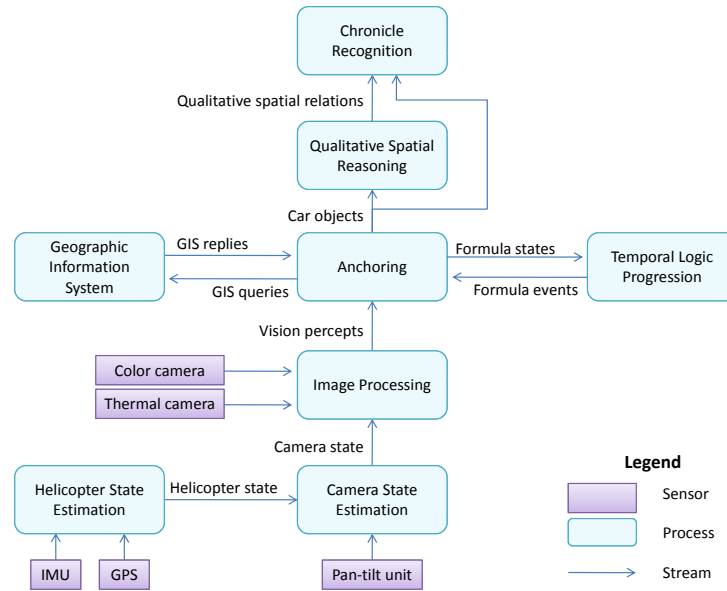 Chronicle
Recognition
Qualitative spatial relations
Qualitative Spatial
Reasoning
Car objects
Geographic
Information
System
GIS replies
GIS queries
Anchoring
Formula states
Formula events
Temporal Logic
Progression
Vision percepts
Color camera
Thermal camera
Image Processing
Camera state
Helicopter State
Estimation
Helicopter state
Camera State
Estimation
IMU
GPS
Pan-tilt unit
Legend
Sensor
Process
Stream